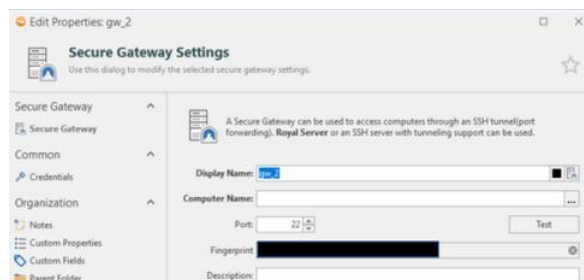 Edit Properties: gw_2
Secure Gateway Settings
Use this dialog to modify the selected secure gateway settings.
Secure Gateway
Secure Gateway
Common
Credentials
Organization
Notes
Custom Properties
Custom Fields
Parent Folder
A Secure Gateway can be used to access computers through an SSH tunnel(port
forwarding). Royal Server or an SSH server with tunneling support can be used.
Display Name: gw_2
Computer Name: ...
Port: 22 Test
Fingerprint
Description: